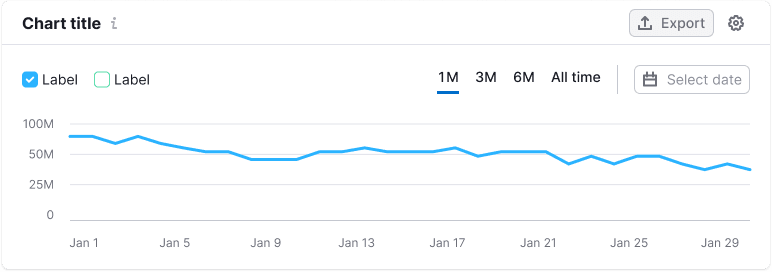 Chart title i
Export
Label Label
1M 3M 6M All time
Select date
100M
50M
25M
0
Jan 1 Jan 5 Jan 9 Jan 13 Jan 17 Jan 21 Jan 25 Jan 29